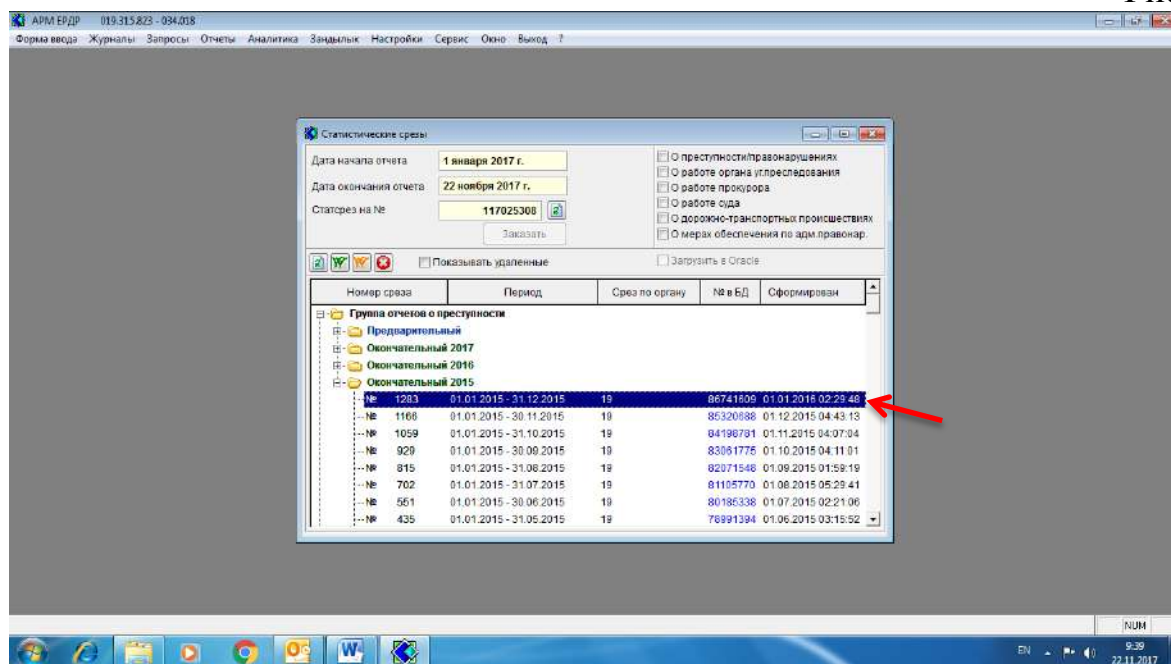 АРМ ЕРДР 019.315.823 - 034.018
Форма ввода Журналы Запросы Отчеты Аналитика Зандылык Настройки Сервис Окно Выход ?
Статистические срезы
Дата начала отчета 1 января 2017 г.
Дата окончания отчета 22 ноября 2017 г.
Статсрез на № 117025308
Заказать
О преступности/правонарушениях
О работе органа уг.преследования
О работе прокурора
О работе суда
О дорожно-транспортных происшествиях
О мерах обеспечения по адм.правонар.
Показывать удаленные
Загрузить в Oracle
Номер среза Период Срез по органу № в БД Сформирован
Группа отчетов о преступности
Предварительный
Окончательный 2017
Окончательный 2016
Окончательный 2015
№ 1283 01.01.2015 - 31.12.2015 19 86741609 01.01.2016 02:29:48
№ 1166 01.01.2015 - 30.11.2015 19 85320688 01.12.2015 04:43:13
№ 1059 01.01.2015 - 31.10.2015 19 84198781 01.11.2015 04:07:04
№ 929 01.01.2015 - 30.09.2015 19 83061775 01.10.2015 04:11:01
№ 815 01.01.2015 - 31.08.2015 19 82071548 01.09.2015 01:59:19
№ 702 01.01.2015 - 31.07.2015 19 81105770 01.08.2015 05:29:41
№ 551 01.01.2015 - 30.06.2015 19 80185338 01.07.2015 02:21:06
№ 435 01.01.2015 - 31.05.2015 19 78991394 01.06.2015 03:15:52
NUM
EN 9:39
22.11.2017